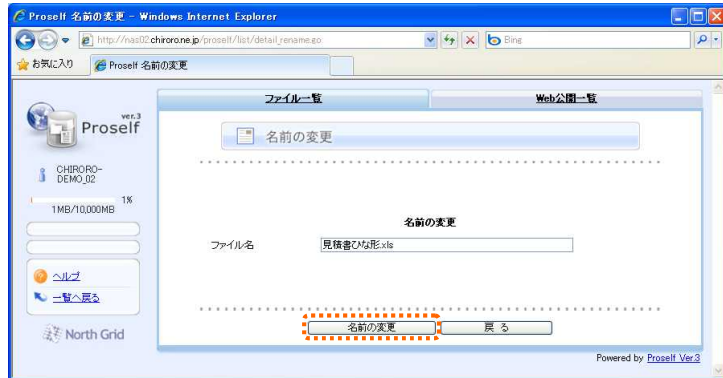 Proself 名前の変更 - Windows Internet Explorer
http://nas02.chiroro.ne.jp/proself/list/detail_rename.go
Bing
お気に入り
Proself 名前の変更
ファイル一覧
Web公開一覧
ver.3
Proself
名前の変更
CHIRORO-
DEMO_02
1%
1MB/10,000MB
名前の変更
ファイル名
見積書ひな形.xls
ヘルプ
一覧へ戻る
名前の変更
戻 る
North Grid
Powered by Proself Ver.3